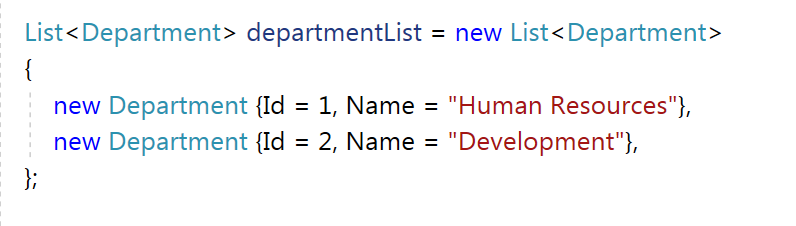 List<Department> departmentList = new List<Department>
{
new Department {Id = 1, Name = "Human Resources"},
new Department {Id = 2, Name = "Development"},
};